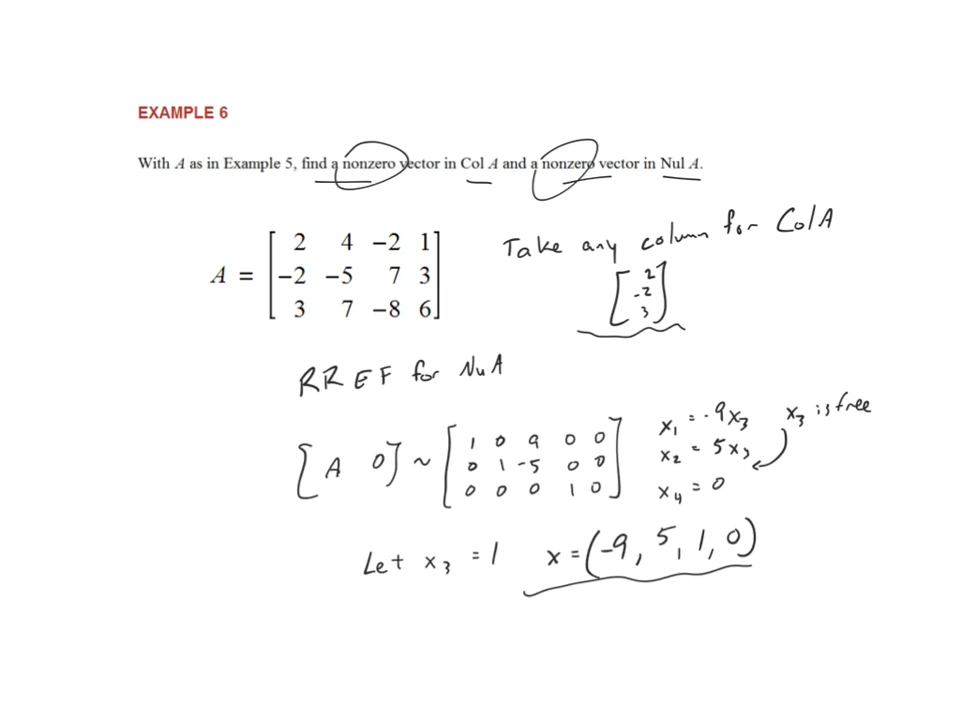 EXAMPLE 6
With A as in Example 5, find a nonzero vector in Col A and a nonzero vector in Nul A.
Take any column for Col A
A =
2 4 −2 1
−2 −5 7 3
3 7 −8 6
2
-2
3
RREF for Nu A
[A 0] ~
1 0 9 0 0
0 1 -5 0 0
0 0 0 1 0
x₁ = -9x₃
x₂ = 5x₃
x₄ = 0
x₃ is free
Let x₃ = 1 x = (-9, 5, 1, 0)